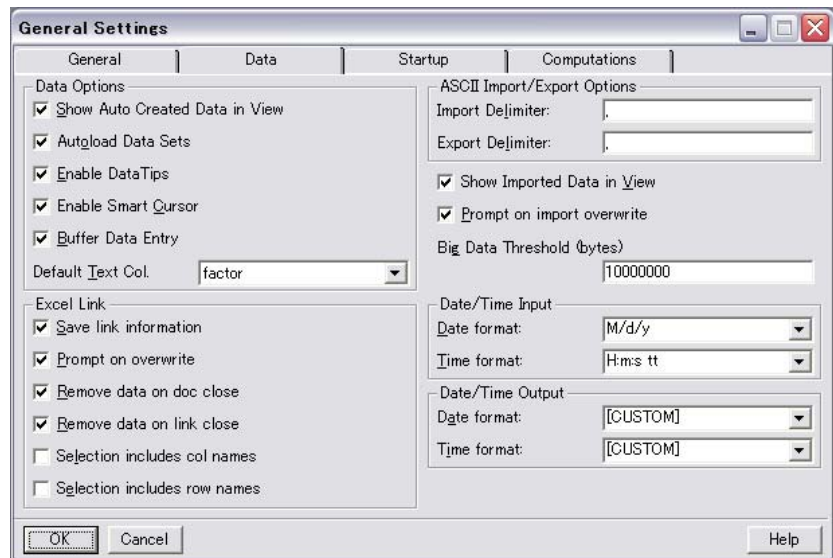 General Settings
General
Data
Startup
Computations
Data Options
Show Auto Created Data in View
Autoload Data Sets
Enable DataTips
Enable Smart Cursor
Buffer Data Entry
Default Text Col.
factor
Excel Link
Save link information
Prompt on overwrite
Remove data on doc close
Remove data on link close
Selection includes col names
Selection includes row names
ASCII Import/Export Options
Import Delimiter:
,
Export Delimiter:
,
Show Imported Data in View
Prompt on import overwrite
Big Data Threshold (bytes)
10000000
Date/Time Input
Date format:
M/d/y
Time format:
H:m:s tt
Date/Time Output
Date format:
[CUSTOM]
Time format:
[CUSTOM]
OK
Cancel
Help